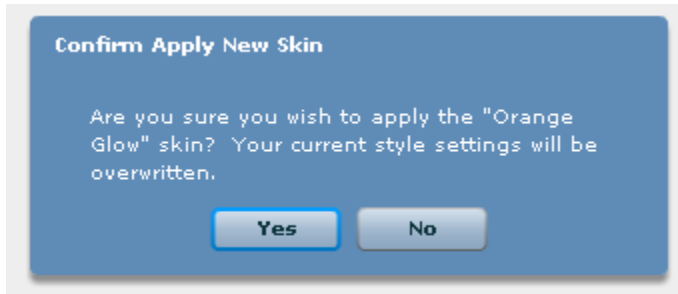 Confirm Apply New Skin
Are you sure you wish to apply the "Orange
Glow" skin?  Your current style settings will be
overwritten.
Yes No